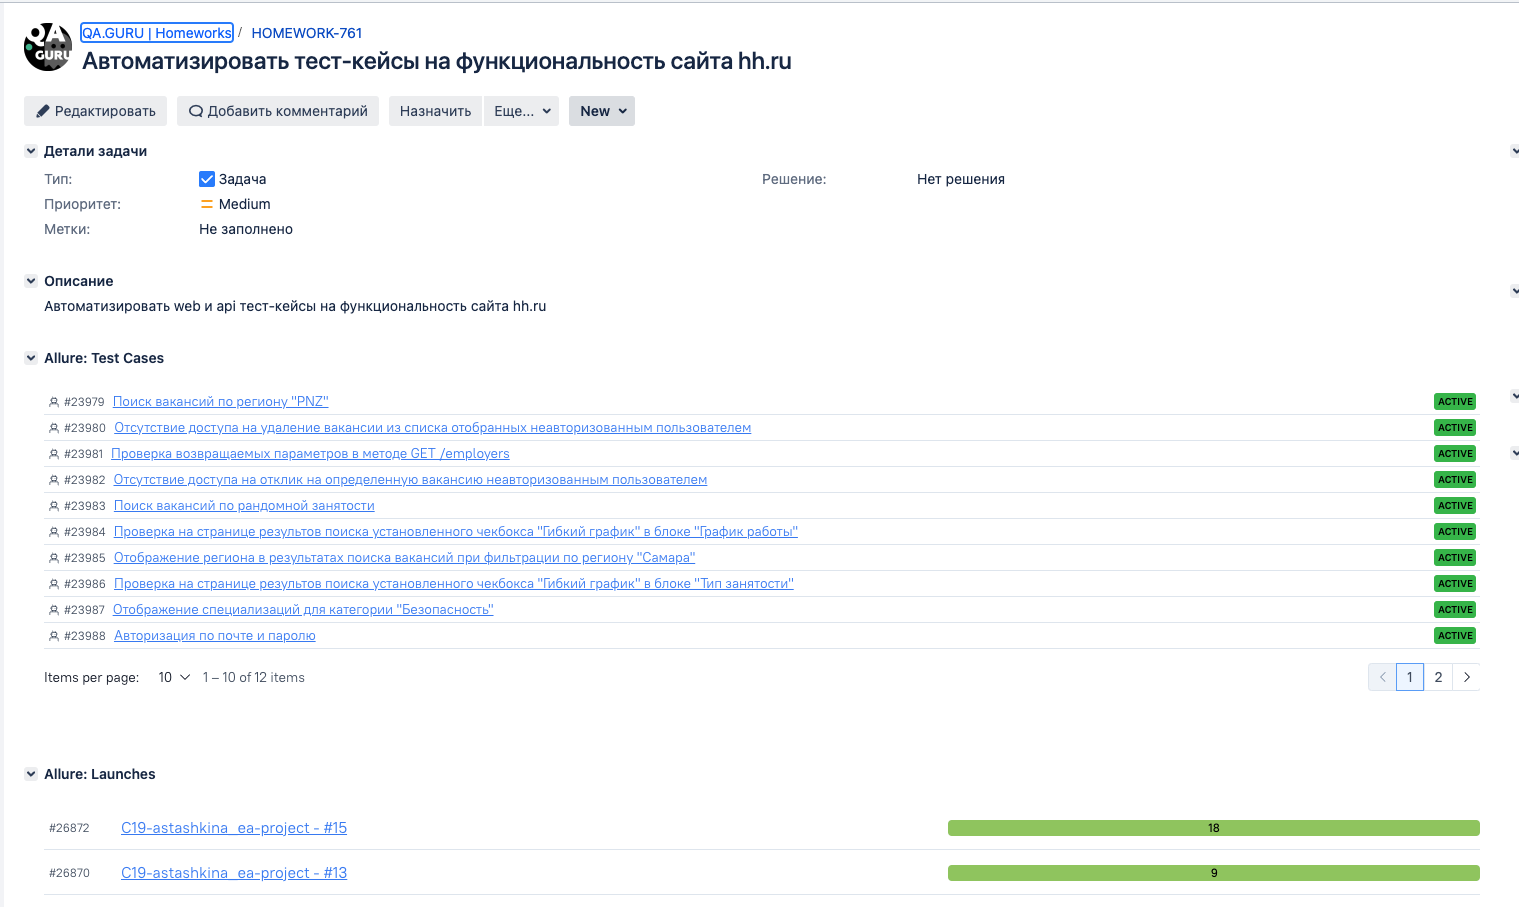 QA
GURU
QA.GURU | Homeworks / HOMEWORK-761
Автоматизировать тест-кейсы на функциональность сайта hh.ru
Редактировать Добавить комментарий Назначить Еще... New
Детали задачи
Тип: Задача Решение: Нет решения
Приоритет: Medium
Метки: Не заполнено
Описание
Автоматизировать web и api тест-кейсы на функциональность сайта hh.ru
Allure: Test Cases
#23979 Поиск вакансий по региону "PNZ" ACTIVE
#23980 Отсутствие доступа на удаление вакансии из списка отобранных неавторизованным пользователем ACTIVE
#23981 Проверка возвращаемых параметров в методе GET /employers ACTIVE
#23982 Отсутствие доступа на отклик на определенную вакансию неавторизованным пользователем ACTIVE
#23983 Поиск вакансий по рандомной занятости ACTIVE
#23984 Проверка на странице результов поиска установленного чекбокса "Гибкий график" в блоке "График работы" ACTIVE
#23985 Отображение региона в результатах поиска вакансий при фильтрации по региону "Самара" ACTIVE
#23986 Проверка на странице результов поиска установленного чекбокса "Гибкий график" в блоке "Тип занятости" ACTIVE
#23987 Отображение специализаций для категории "Безопасность" ACTIVE
#23988 Авторизация по почте и паролю ACTIVE
Items per page: 10 1 – 10 of 12 items 1 2
Allure: Launches
#26872 C19-astashkina_ea-project - #15 18
#26870 C19-astashkina_ea-project - #13 9